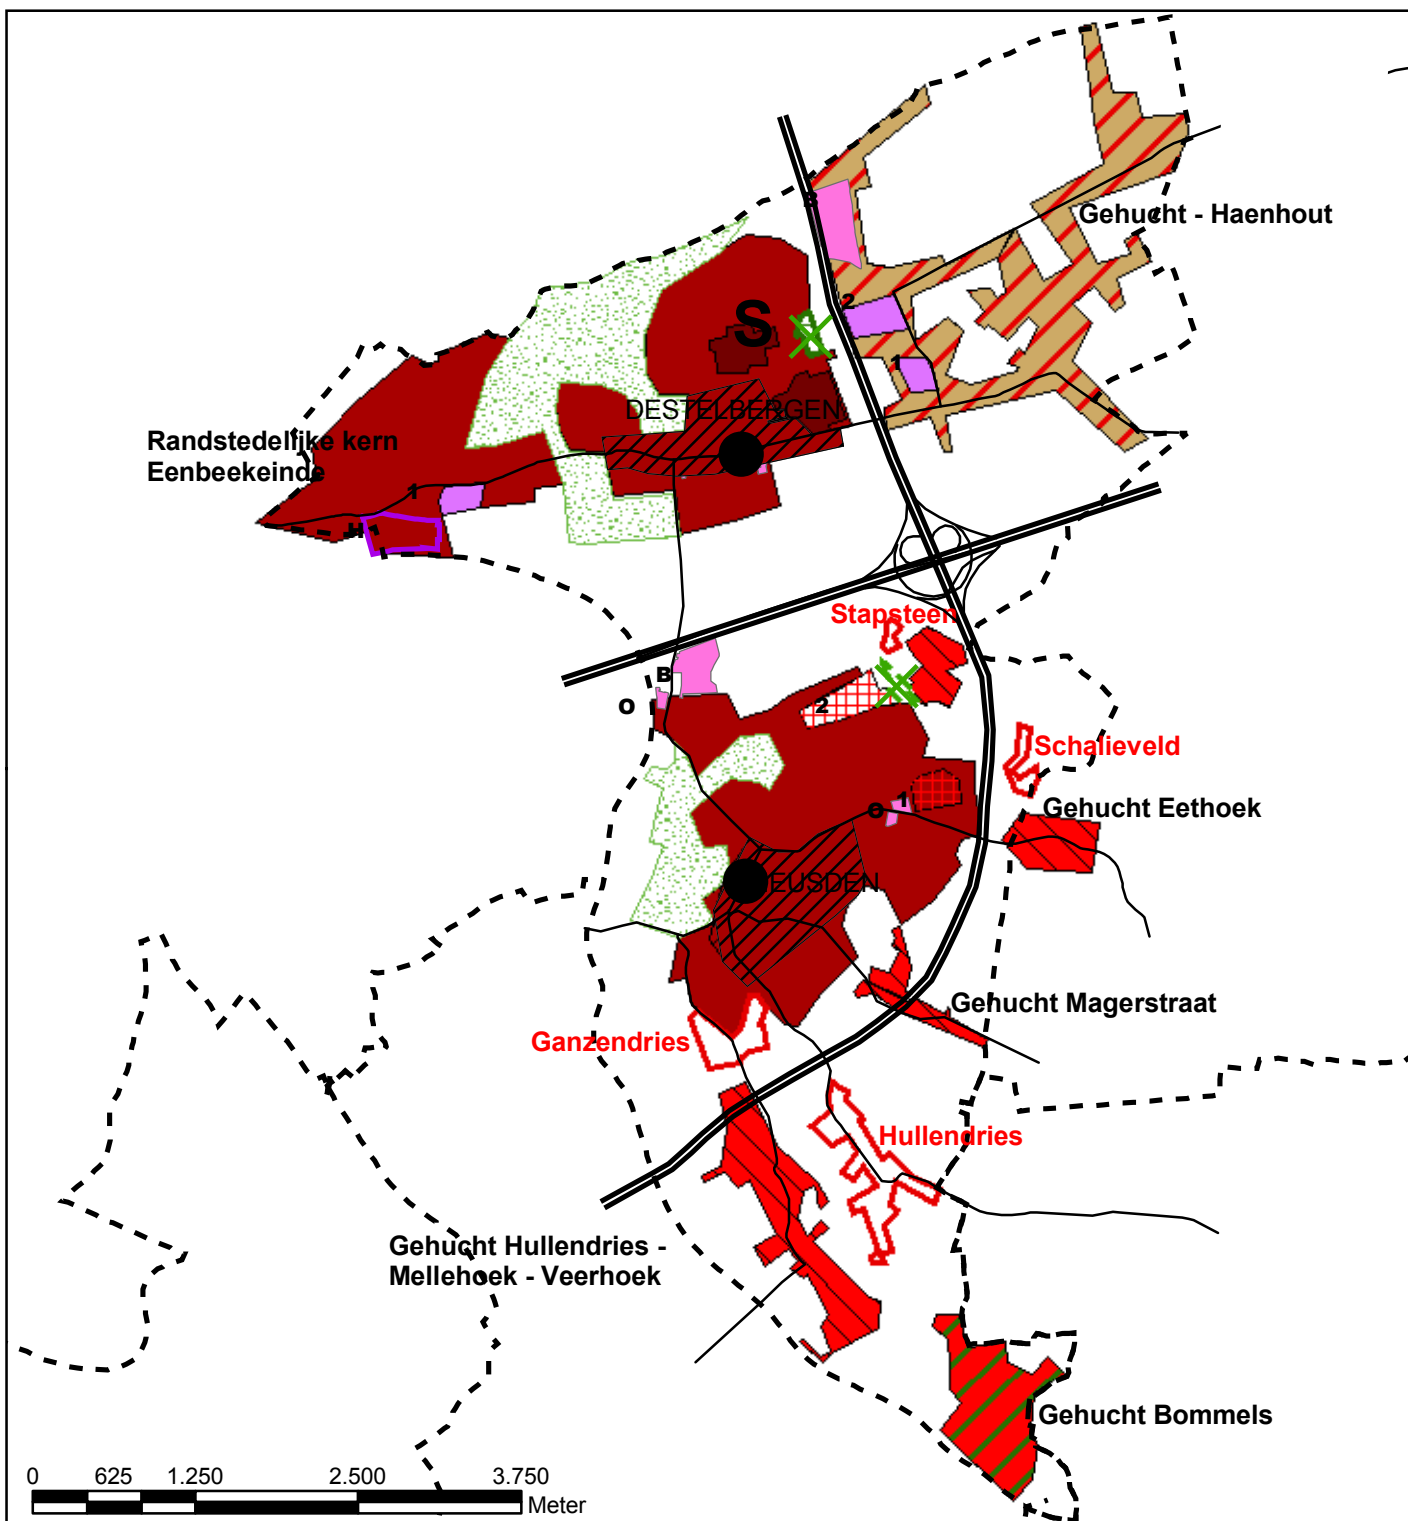 B
Gehucht - Haenhout
2
S
1
DESTELBERGEN
Randstedelijke kern
Eenbeekeinde
1
H
Stapsteen
B
O
2
Schalieveld
1
O
Gehucht Eethoek
EUSDEN
Gehucht Magerstraat
Ganzendries
Hullendries
Gehucht Hullendries -
Mellehoek - Veerhoek
Gehucht Bommels
0 625 1.250 2.500 3.750
Meter